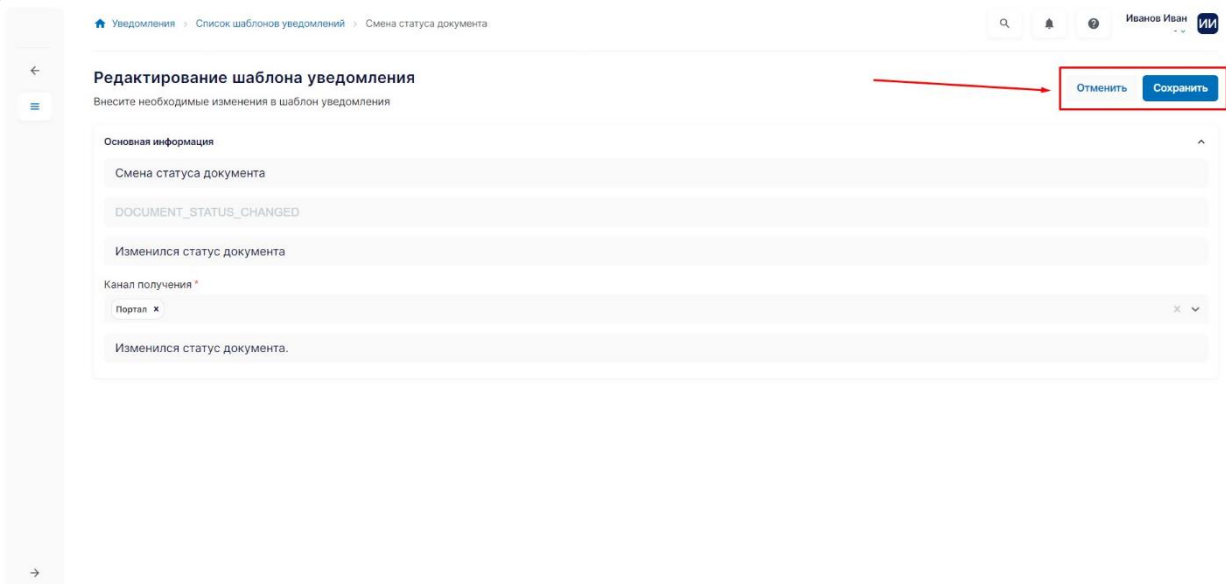 Уведомления > Список шаблонов уведомлений > Смена статуса документа
Иванов Иван
ИИ
Редактирование шаблона уведомления
Внесите необходимые изменения в шаблон уведомления
Отменить
Сохранить
Основная информация
Смена статуса документа
DOCUMENT_STATUS_CHANGED
Изменился статус документа
Канал получения *
Портал x
Изменился статус документа.